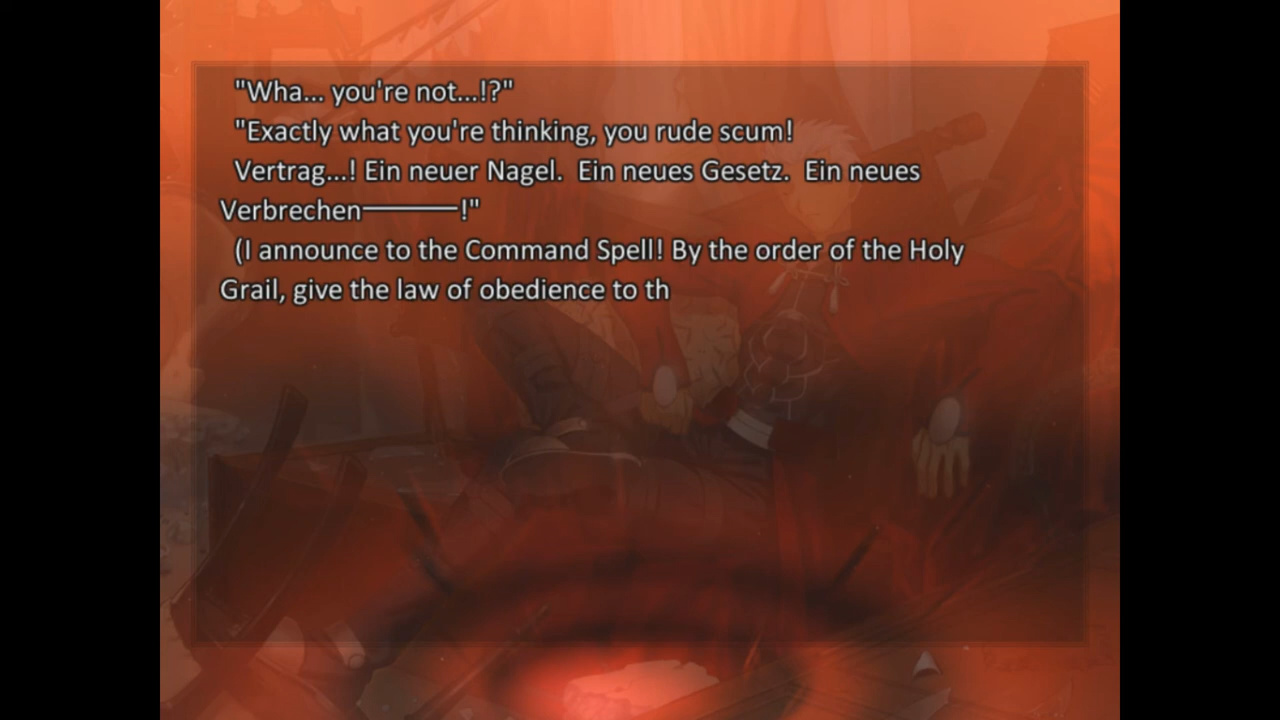 "Wha... you're not...!?"
"Exactly what you're thinking, you rude scum!
Vertrag...! Ein neuer Nagel.  Ein neues Gesetz.  Ein neues
Verbrechen―――!"
(I announce to the Command Spell! By the order of the Holy
Grail, give the law of obedience to th